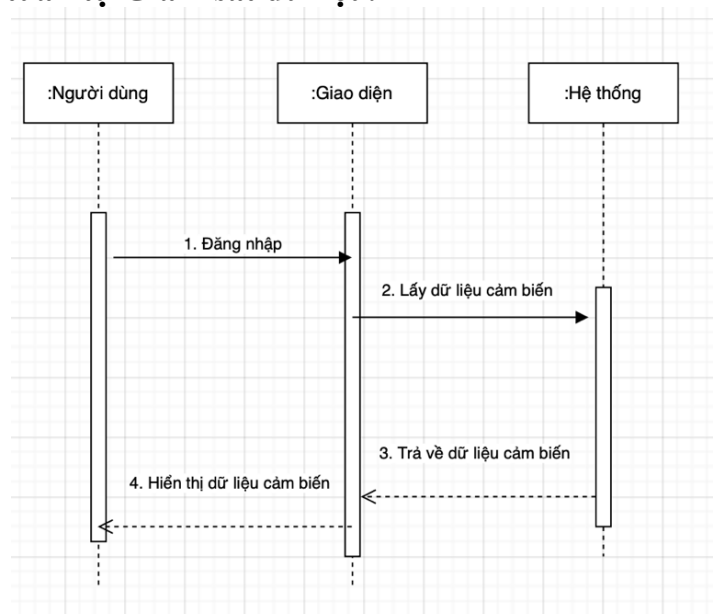 :Người dùng
:Giao diện
:Hệ thống
1. Đăng nhập
2. Lấy dữ liệu cảm biến
3. Trả về dữ liệu cảm biến
4. Hiển thị dữ liệu cảm biến